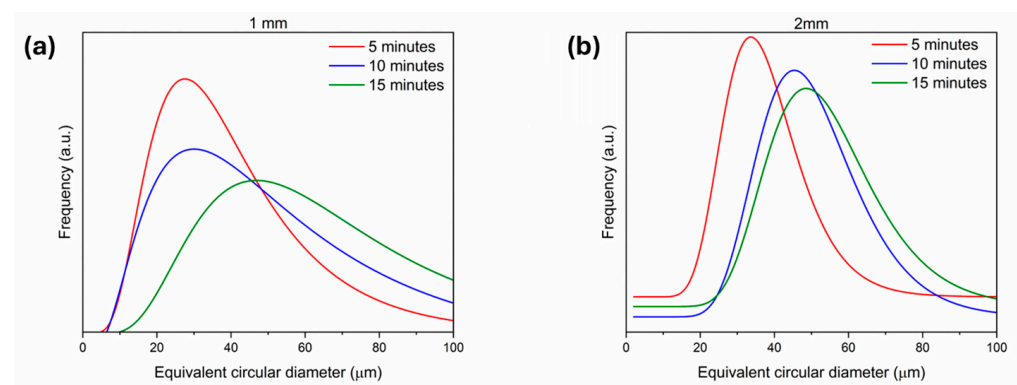 (a)
1 mm
5 minutes
10 minutes
15 minutes
Frequency (a.u.)
0 20 40 60 80 100
Equivalent circular diameter (μm)
(b)
2mm
5 minutes
10 minutes
15 minutes
Frequency (a.u.)
0 20 40 60 80 100
Equivalent circular diameter (μm)